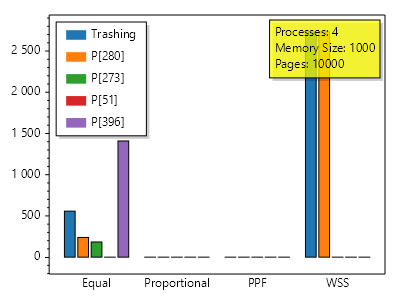 Trashing
P[280]
P[273]
P[51]
P[396]
Processes: 4
Memory Size: 1000
Pages: 10000
2 500
2 000
1 500
1 000
500
0
Equal
Proportional
PPF
WSS